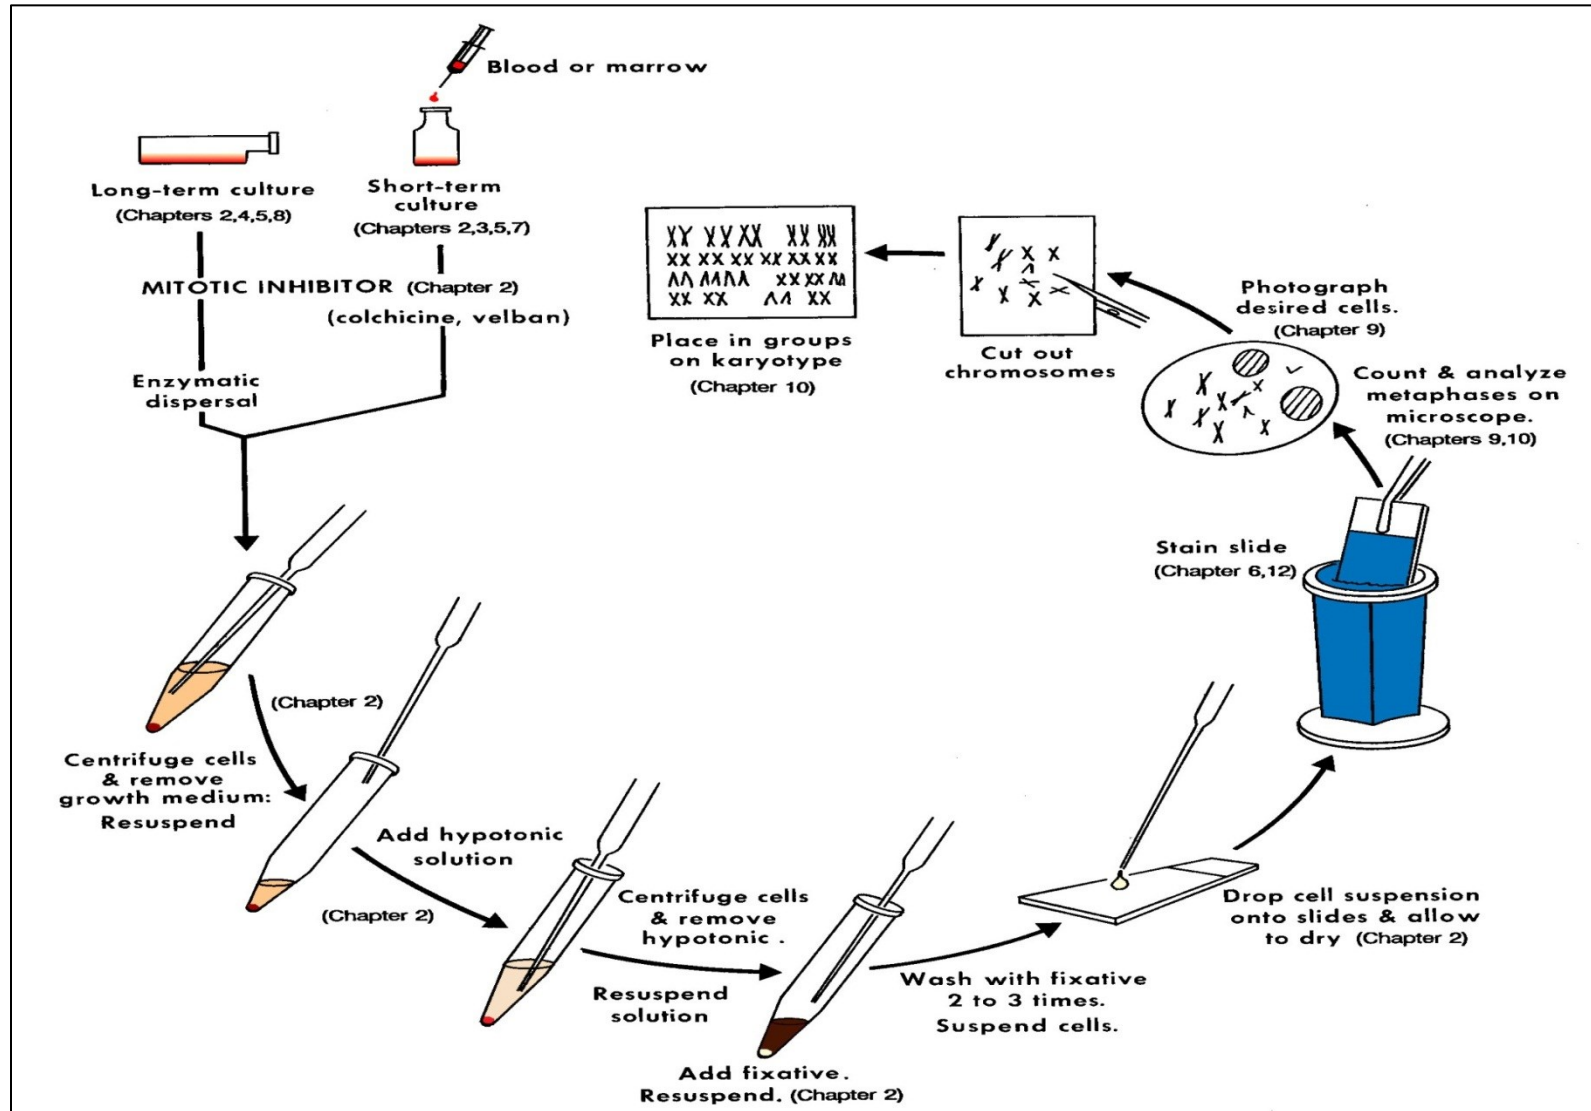 Blood or marrow
Long-term culture
(Chapters 2,4,5,8)
Short-term
culture
(Chapters 2,3,5,7)
MITOTIC INHIBITOR (Chapter 2)
(colchicine, velban)
Enzymatic
dispersal
(Chapter 2)
Centrifuge cells
& remove
growth medium:
Resuspend
Add hypotonic
solution
(Chapter 2)
Centrifuge cells
& remove
hypotonic.
Resuspend
solution
Add fixative.
Resuspend. (Chapter 2)
Wash with fixative
2 to 3 times.
Suspend cells.
Drop cell suspension
onto slides & allow
to dry (Chapter 2)
Stain slide
(Chapter 6,12)
Count & analyze
metaphases on
microscope.
(Chapters 9,10)
Photograph
desired cells.
(Chapter 9)
Cut out
chromosomes
Place in groups
on karyotype
(Chapter 10)